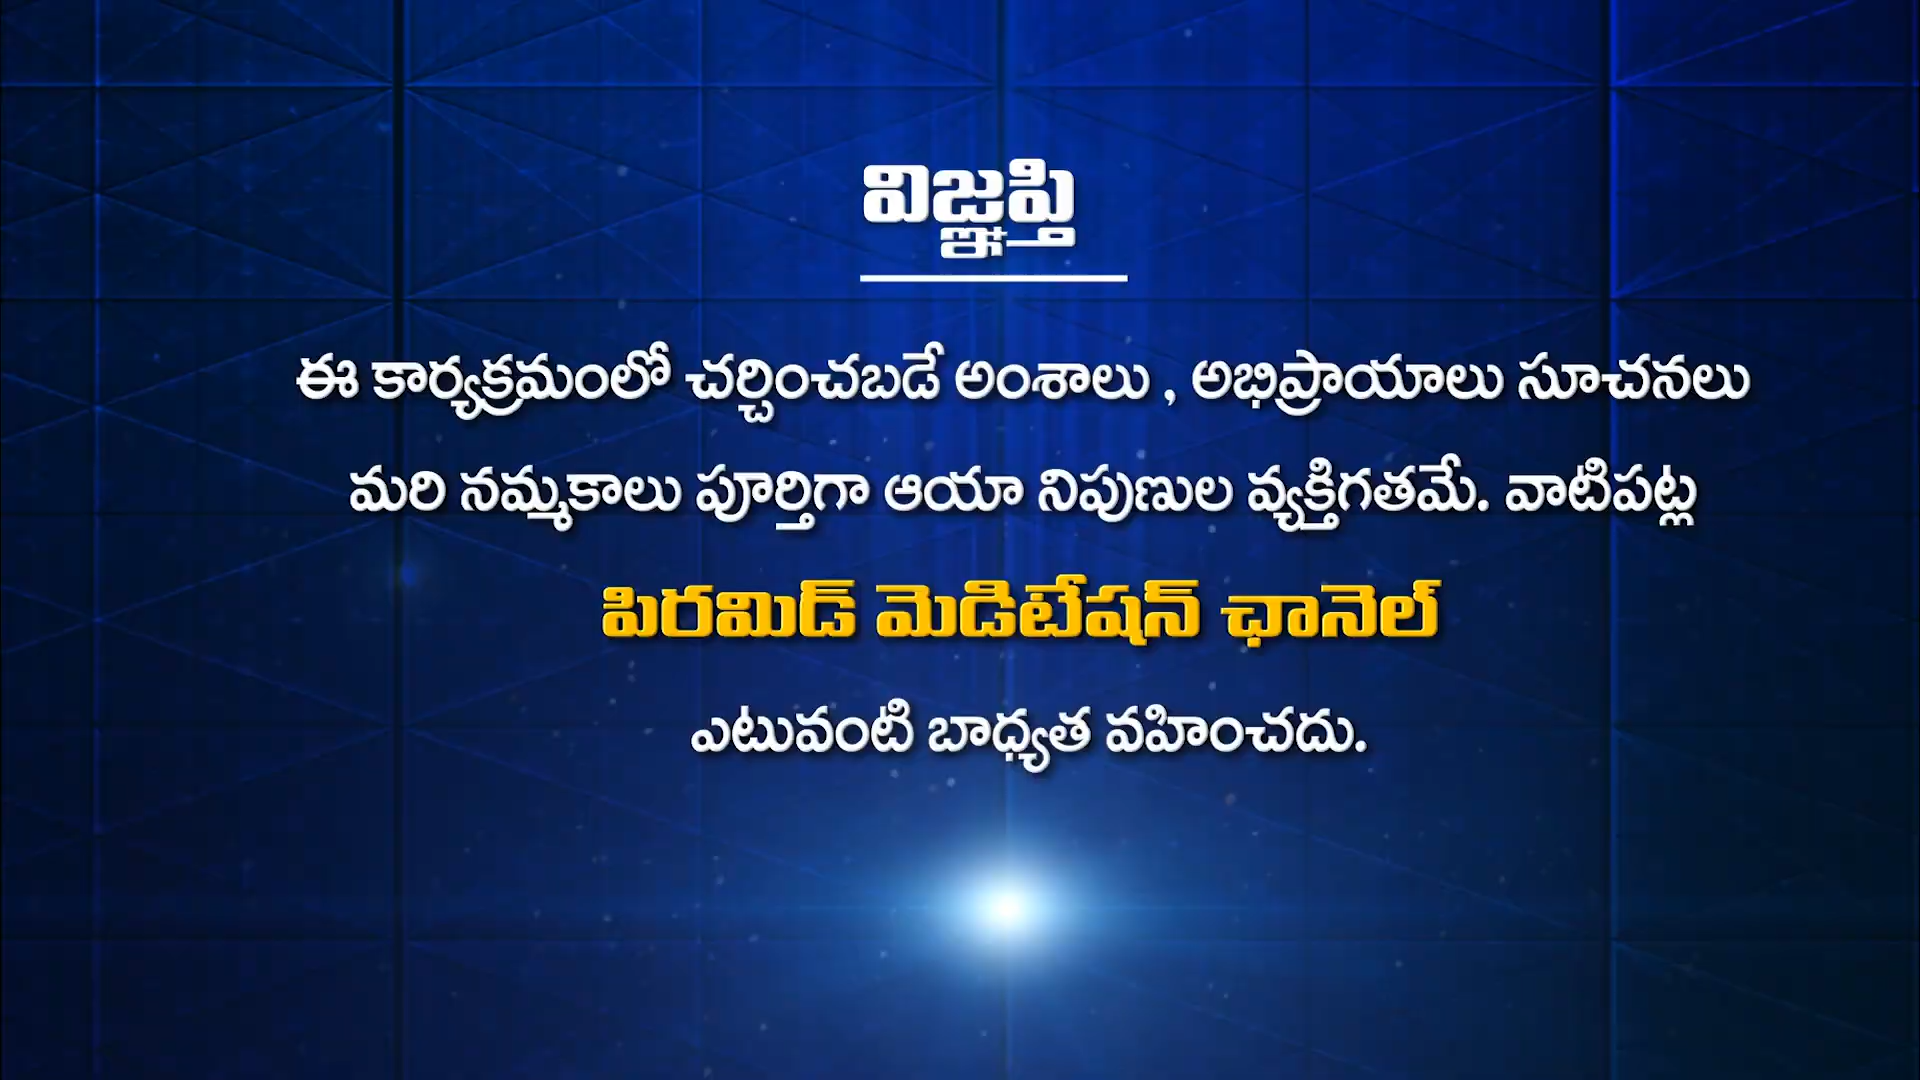 విజ్ఞప్తి
ఈ కార్యక్రమంలో చర్చించబడే అంశాలు , అభిప్రాయాలు సూచనలు
మరి నమ్మకాలు పూర్తిగా ఆయా నిపుణుల వ్యక్తిగతమే. వాటిపట్ల
పిరమిడ్ మెడిటేషన్ ఛానెల్
ఎటువంటి బాధ్యత వహించదు.